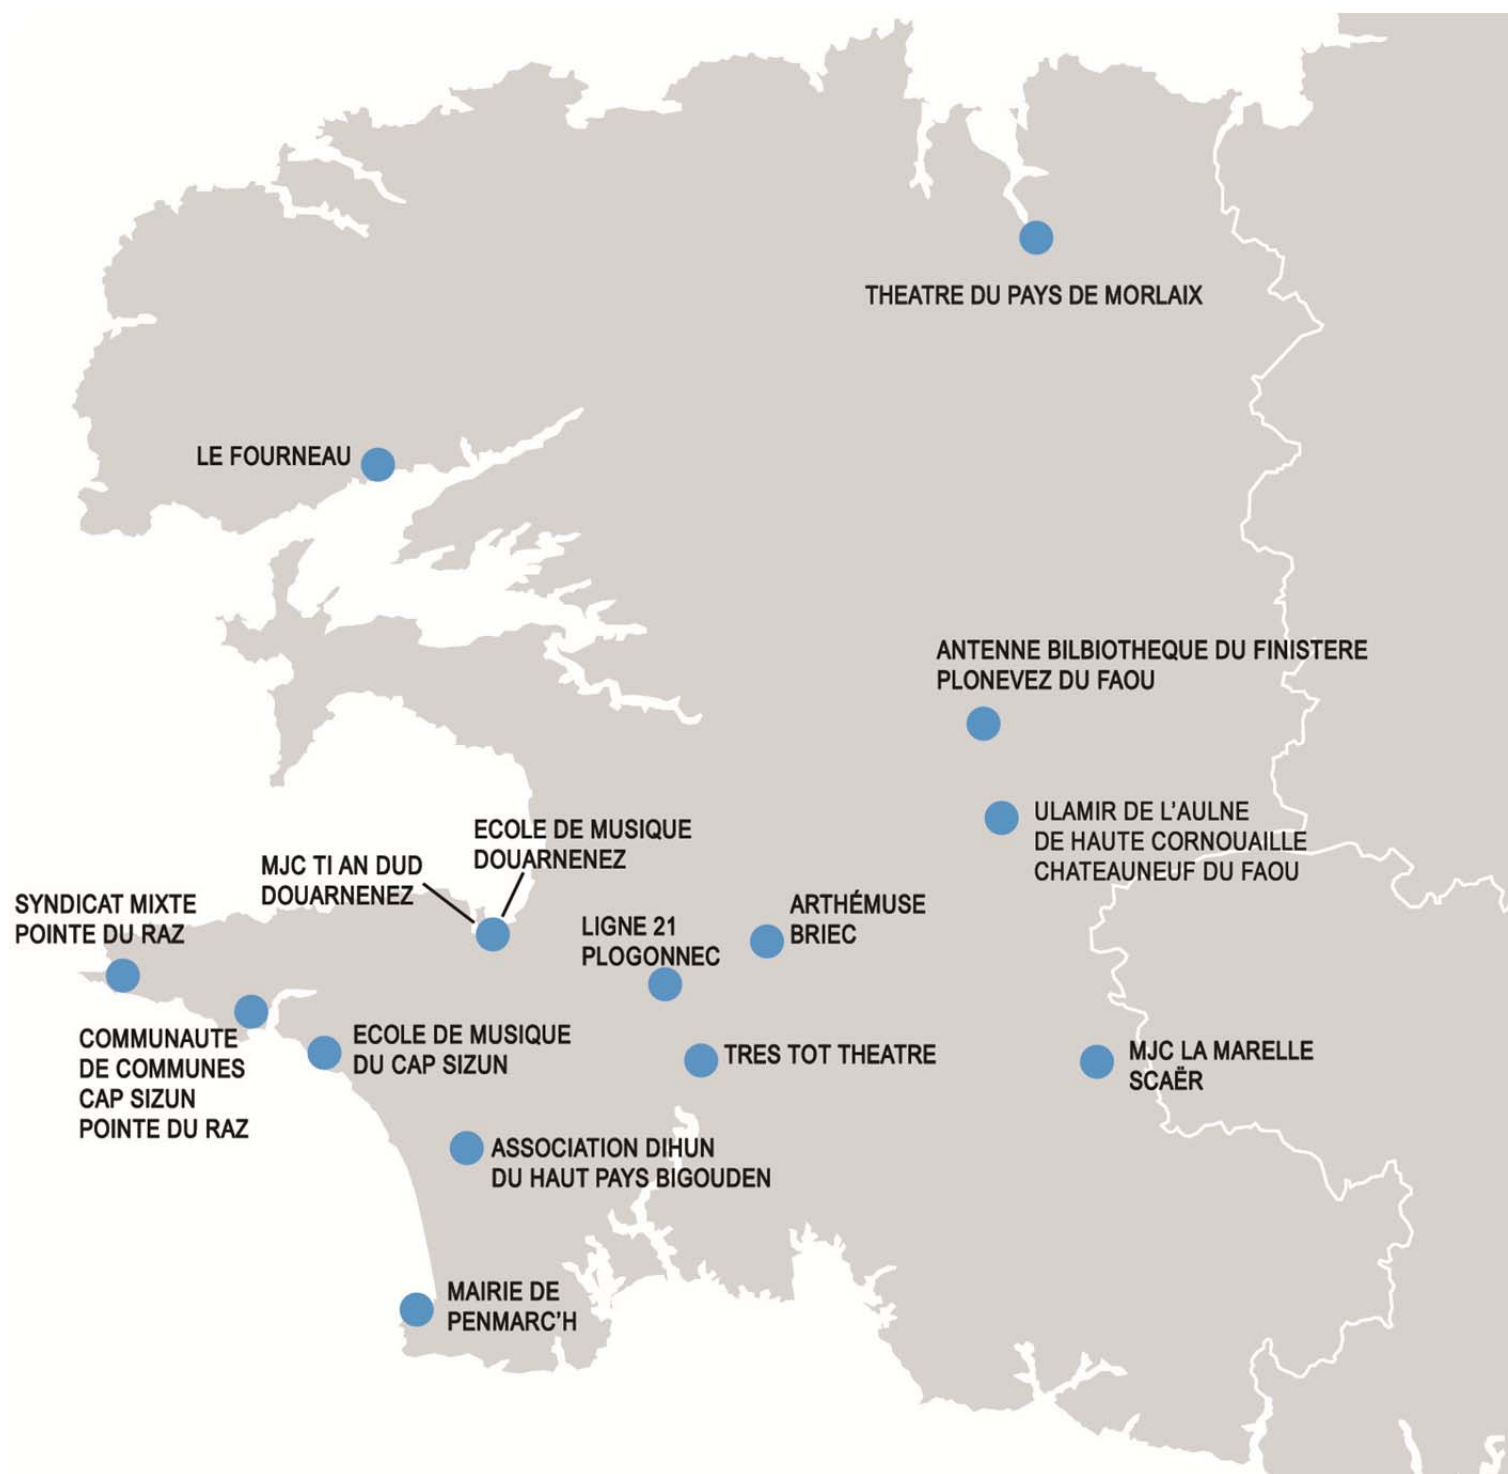 THEATRE DU PAYS DE MORLAIX
LE FOURNEAU
ANTENNE BILBIOTHEQUE DU FINISTERE
PLONEVEZ DU FAOU
ULAMIR DE L’AULNE
DE HAUTE CORNOUAILLE
CHATEAUNEUF DU FAOU
ECOLE DE MUSIQUE
DOUARNENEZ
MJC TI AN DUD
DOUARNENEZ
SYNDICAT MIXTE
POINTE DU RAZ
LIGNE 21
PLOGONNEC
ARTHÉMUSE
BRIEC
COMMUNAUTE
DE COMMUNES
CAP SIZUN
POINTE DU RAZ
ECOLE DE MUSIQUE
DU CAP SIZUN
TRES TOT THEATRE
MJC LA MARELLE
SCAËR
ASSOCIATION DIHUN
DU HAUT PAYS BIGOUDEN
MAIRIE DE
PENMARC’H